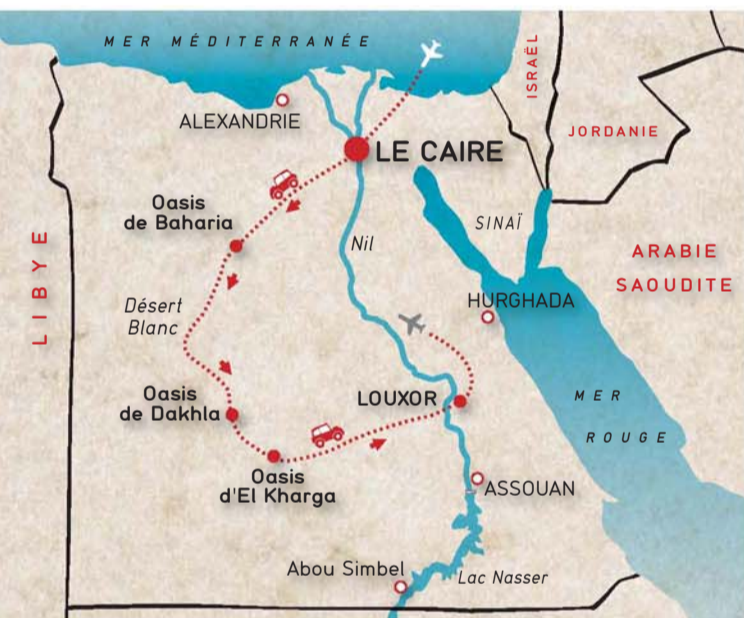 MER MÉDITERRANÉE
ISRAËL
ALEXANDRIE
JORDANIE
LE CAIRE
Oasis
de Baharia
SINAÏ
Nil
LIBYE
ARABIE
SAOUDITE
Désert
Blanc
HURGHADA
Oasis
de Dakhla
LOUXOR
MER
ROUGE
Oasis
d'El Kharga
ASSOUAN
Abou Simbel
Lac Nasser